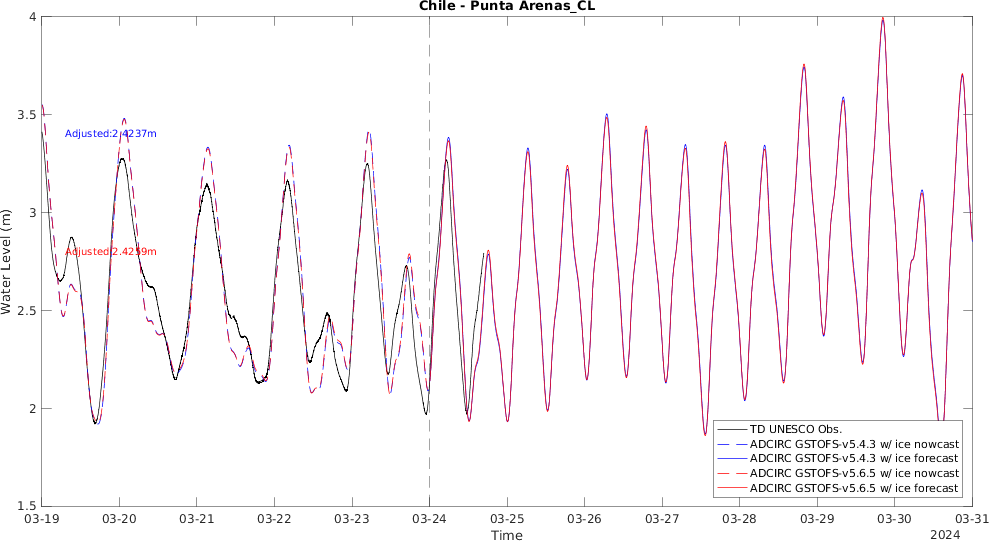 Chile - Punta Arenas_CL
4
3.5
3
2.5
2
1.5
Water Level (m)
Adjusted:2.4237m
Adjusted:2.4259m
TD UNESCO Obs.
ADCIRC GSTOFS-v5.4.3 w/ ice nowcast
ADCIRC GSTOFS-v5.4.3 w/ ice forecast
ADCIRC GSTOFS-v5.6.5 w/ ice nowcast
ADCIRC GSTOFS-v5.6.5 w/ ice forecast
03-19 03-20 03-21 03-22 03-23 03-24 03-25 03-26 03-27 03-28 03-29 03-30 03-31
Time
2024